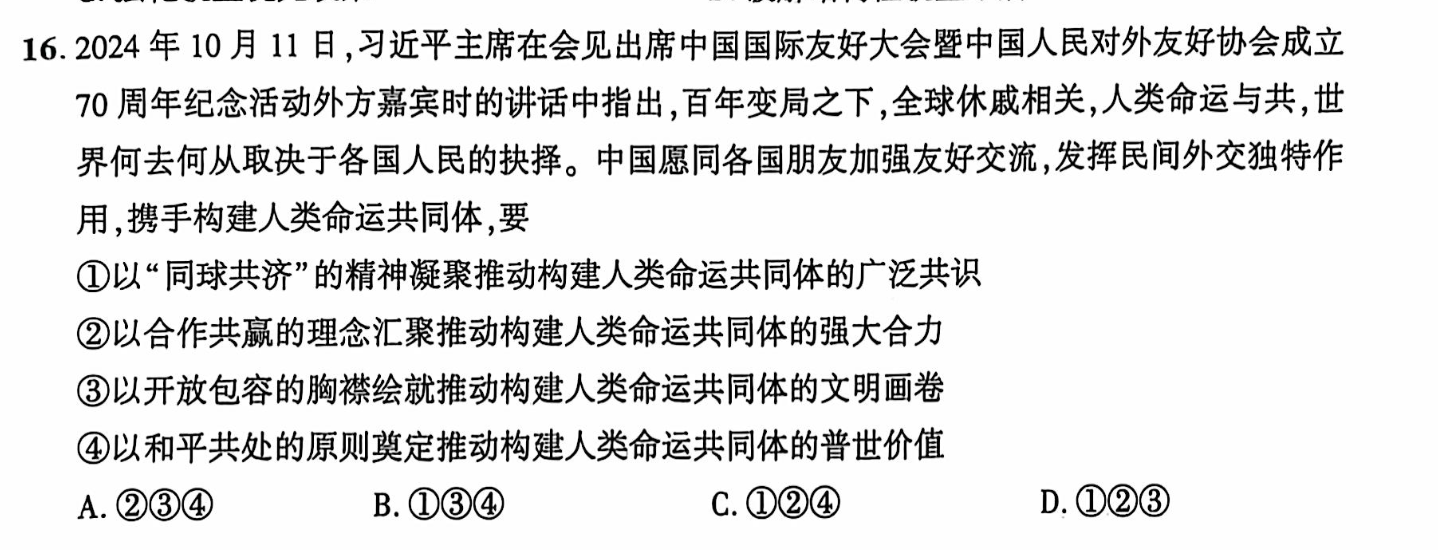 16. 2024 年 10 月 11 日,习近平主席在会见出席中国国际友好大会暨中国人民对外友好协会成立
70 周年纪念活动外方嘉宾时的讲话中指出,百年变局之下,全球休戚相关,人类命运与共,世
界何去何从取决于各国人民的抉择。中国愿同各国朋友加强友好交流,发挥民间外交独特作
用,携手构建人类命运共同体,要
①以“同球共济”的精神凝聚推动构建人类命运共同体的广泛共识
②以合作共赢的理念汇聚推动构建人类命运共同体的强大合力
③以开放包容的胸襟绘就推动构建人类命运共同体的文明画卷
④以和平共处的原则奠定推动构建人类命运共同体的普世价值
A. ②③④ B. ①③④ C. ①②④ D. ①②③